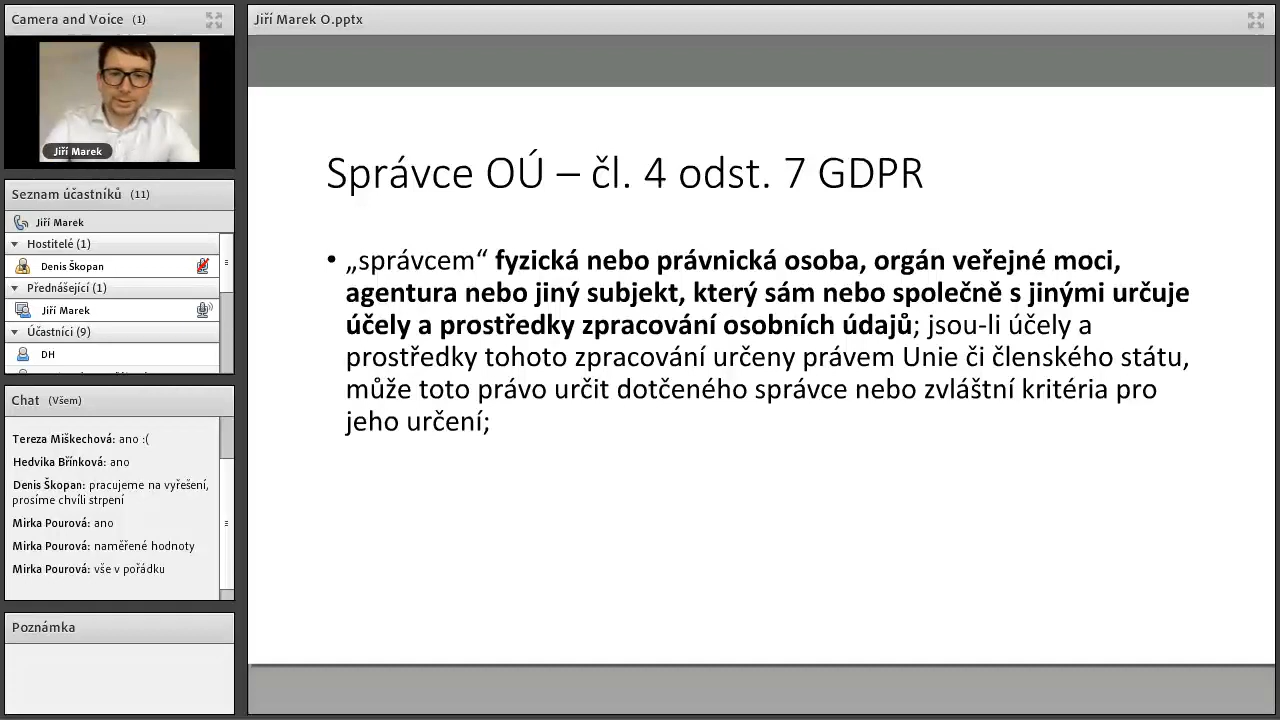 Camera and Voice (1)
Jiří Marek
Seznam účastníků (11)
Jiří Marek
Hostitelé (1)
Denis Škopan
Přednášející (1)
Jiří Marek
Účastníci (9)
DH
Chat (Všem)
Tereza Miškechová: ano :(
Hedvika Břínková: ano
Denis Škopan: pracujeme na vyřešení,
prosíme chvíli strpení
Mirka Pourová: ano
Mirka Pourová: naměřené hodnoty
Mirka Pourová: vše v pořádku
Poznámka
Jiří Marek O.pptx
Správce OÚ – čl. 4 odst. 7 GDPR
• „správcem“ fyzická nebo právnická osoba, orgán veřejné moci,
agentura nebo jiný subjekt, který sám nebo společně s jinými určuje
účely a prostředky zpracování osobních údajů; jsou-li účely a
prostředky tohoto zpracování určeny právem Unie či členského státu,
může toto právo určit dotčeného správce nebo zvláštní kritéria pro
jeho určení;